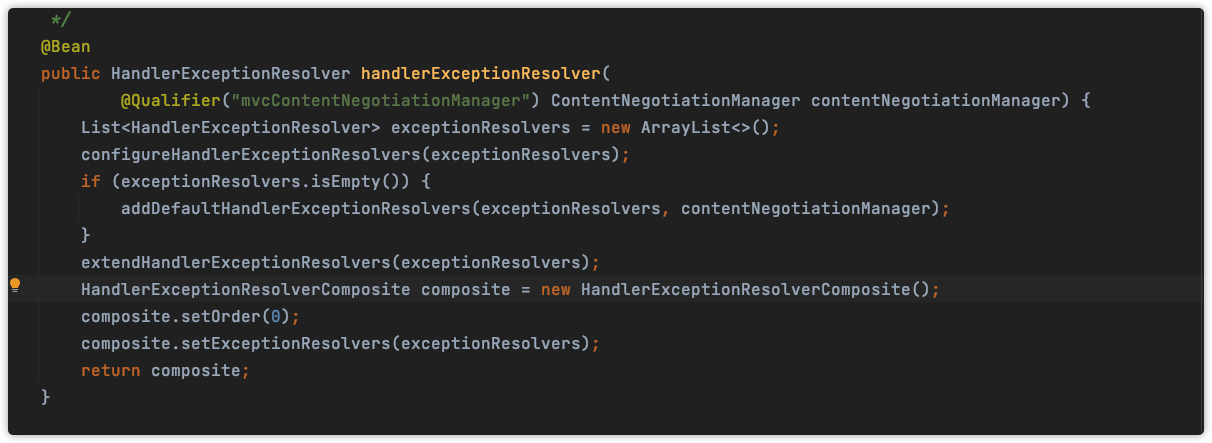 */
@Bean
public HandlerExceptionResolver handlerExceptionResolver(
@Qualifier("mvcContentNegotiationManager") ContentNegotiationManager contentNegotiationManager) {
List<HandlerExceptionResolver> exceptionResolvers = new ArrayList<>();
configureHandlerExceptionResolvers(exceptionResolvers);
if (exceptionResolvers.isEmpty()) {
addDefaultHandlerExceptionResolvers(exceptionResolvers, contentNegotiationManager);
}
extendHandlerExceptionResolvers(exceptionResolvers);
HandlerExceptionResolverComposite composite = new HandlerExceptionResolverComposite();
composite.setOrder(0);
composite.setExceptionResolvers(exceptionResolvers);
return composite;
}